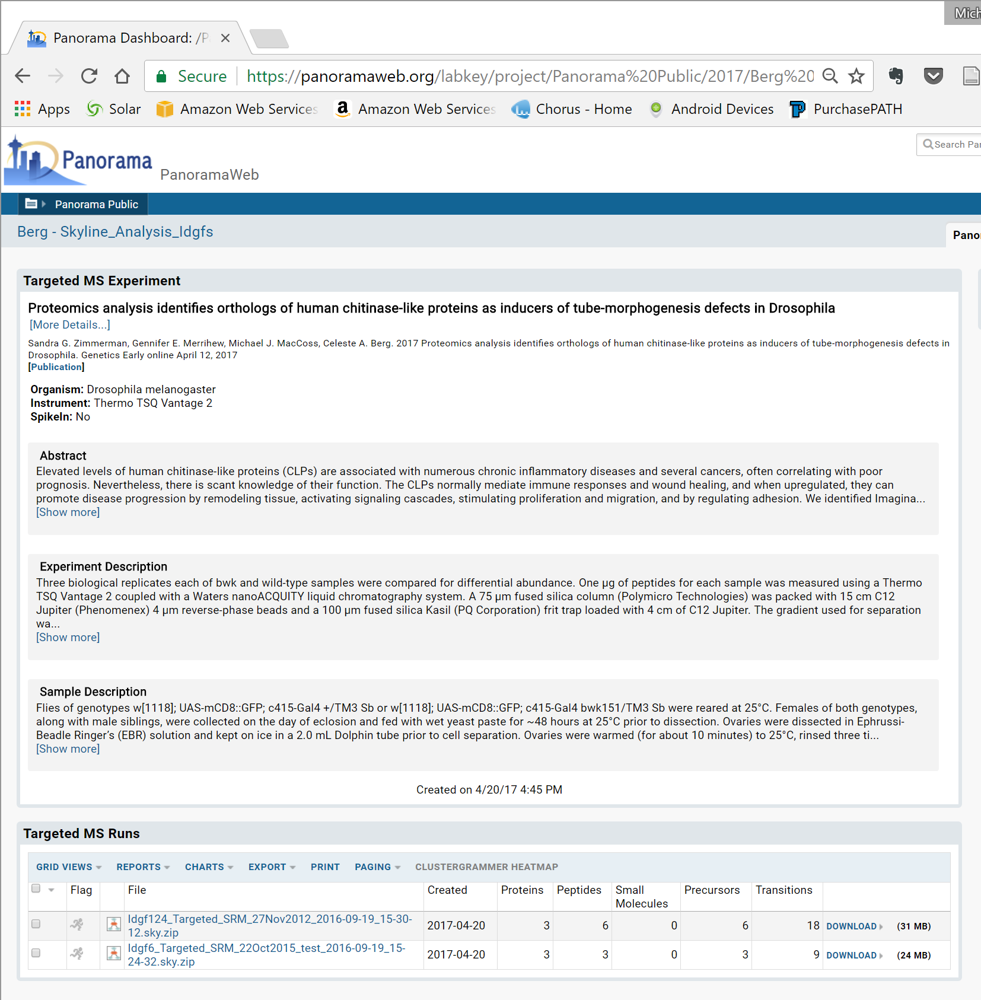 Mich
Panorama Dashboard: /P
Secure
https://panoramaweb.org/labkey/project/Panorama%20Public/2017/Berg%20
Apps Solar Amazon Web Services Amazon Web Services Chorus - Home Android Devices PurchasePATH
Panorama PanoramaWeb
Search Par
Panorama Public
Berg - Skyline_Analysis_Idgfs
Panor
Targeted MS Experiment
Proteomics analysis identifies orthologs of human chitinase-like proteins as inducers of tube-morphogenesis defects in Drosophila
[More Details...]
Sandra G. Zimmerman, Gennifer E. Merrihew, Michael J. MacCoss, Celeste A. Berg. 2017 Proteomics analysis identifies orthologs of human chitinase-like proteins as inducers of tube-morphogenesis defects in
Drosophila. Genetics Early online April 12, 2017
[Publication]
Organism: Drosophila melanogaster
Instrument: Thermo TSQ Vantage 2
SpikeIn: No
Abstract
Elevated levels of human chitinase-like proteins (CLPs) are associated with numerous chronic inflammatory diseases and several cancers, often correlating with poor
prognosis. Nevertheless, there is scant knowledge of their function. The CLPs normally mediate immune responses and wound healing, and when upregulated, they can
promote disease progression by remodeling tissue, activating signaling cascades, stimulating proliferation and migration, and by regulating adhesion. We identified Imagina...
[Show more]
Experiment Description
Three biological replicates each of bwk and wild-type samples were compared for differential abundance. One µg of peptides for each sample was measured using a Thermo
TSQ Vantage 2 coupled with a Waters nanoACQUITY liquid chromatography system. A 75 µm fused silica column (Polymicro Technologies) was packed with 15 cm C12
Jupiter (Phenomenex) 4 µm reverse-phase beads and a 100 µm fused silica Kasil (PQ Corporation) frit trap loaded with 4 cm of C12 Jupiter. The gradient used for separation
wa...
[Show more]
Sample Description
Flies of genotypes w[1118]; UAS-mCD8::GFP; c415-Gal4 +/TM3 Sb or w[1118]; UAS-mCD8::GFP; c415-Gal4 bwk151/TM3 Sb were reared at 25°C. Females of both genotypes,
along with male siblings, were collected on the day of eclosion and fed with wet yeast paste for ~48 hours at 25°C prior to dissection. Ovaries were dissected in Ephrussi-
Beadle Ringer’s (EBR) solution and kept on ice in a 2.0 mL Dolphin tube prior to cell separation. Ovaries were warmed (for about 10 minutes) to 25°C, rinsed three ti...
[Show more]
Created on 4/20/17 4:45 PM
Targeted MS Runs
GRID VIEWS REPORTS CHARTS EXPORT PRINT PAGING CLUSTERGRAMMER HEATMAP
Flag File Created Proteins Peptides Small Molecules Precursors Transitions
Idgf124_Targeted_SRM_27Nov2012_2016-09-19_15-30-
12.sky.zip
2017-04-20 3 6 0 6 18 DOWNLOAD (31 MB)
Idgf6_Targeted_SRM_22Oct2015_test_2016-09-19_15-
24-32.sky.zip
2017-04-20 3 3 0 3 9 DOWNLOAD (24 MB)